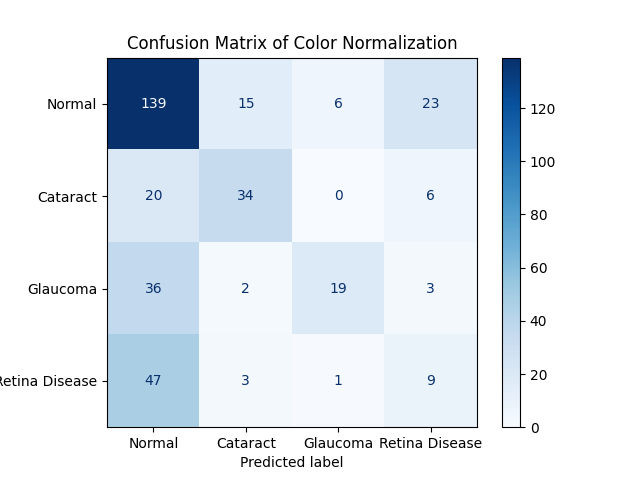 Confusion Matrix of Color Normalization
Normal 139 15 6 23
Cataract 20 34 0 6
Glaucoma 36 2 19 3
Retina Disease 47 3 1 9
Normal Cataract Glaucoma Retina Disease
Predicted label
120
100
80
60
40
20
0